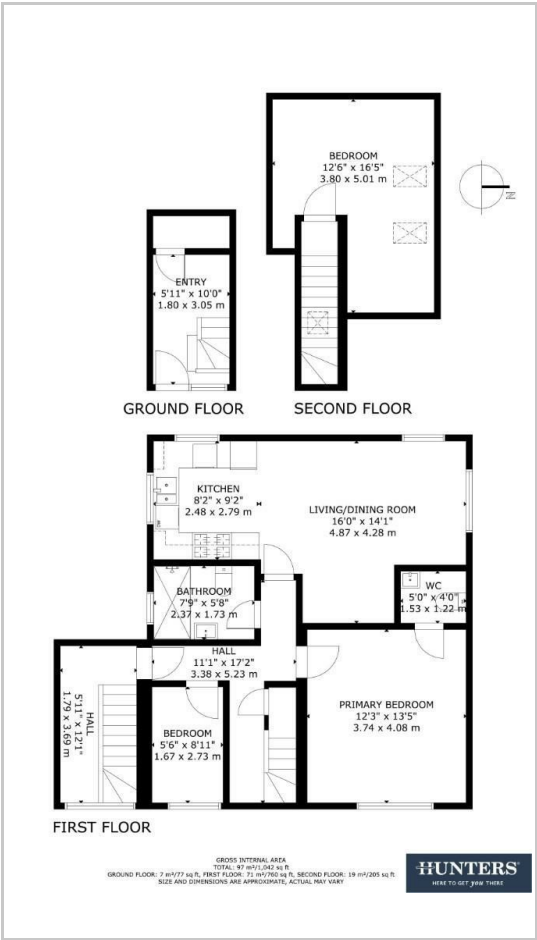 BEDROOM
12'6" x 16'5"
3.80 x 5.01 m
ENTRY
5'11" x 10'0"
1.80 x 3.05 m
GROUND FLOOR
SECOND FLOOR
KITCHEN
8'2" x 9'2"
2.48 x 2.79 m
LIVING/DINING ROOM
16'0" x 14'1"
4.87 x 4.28 m
BATHROOM
7'9" x 5'8"
2.37 x 1.73 m
WC
5'0" x 4'0"
1.53 x 1.22 m
HALL
11'1" x 17'2"
3.38 x 5.23 m
HALL
5'11" x 12'1"
1.79 x 3.69 m
BEDROOM
5'6" x 8'11"
1.67 x 2.73 m
PRIMARY BEDROOM
12'3" x 13'5"
3.74 x 4.08 m
FIRST FLOOR
GROSS INTERNAL AREA
TOTAL: 97 m²/1,042 sq ft
GROUND FLOOR: 7 m²/77 sq ft, FIRST FLOOR: 71 m²/760 sq ft, SECOND FLOOR: 19 m²/205 sq ft
SIZE AND DIMENSIONS ARE APPROXIMATE, ACTUAL MAY VARY
HUNTERS®
HERE TO GET you THERE